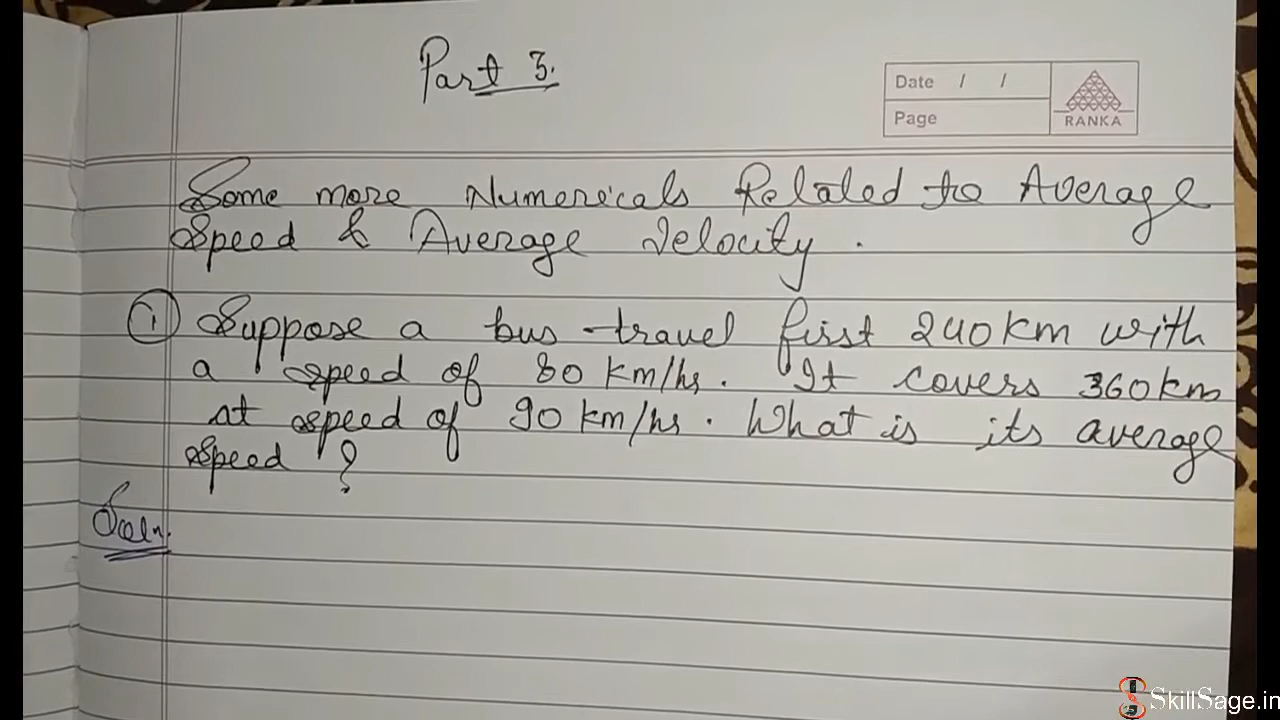 Part 3.
Date / /
Page
RANKA
Some more Numericals Related to Average
Speed & Average Velocity.
① Suppose a bus travel first 240 km with
a speed of 80 km/hr. It covers 360 km
at speed of 90 km/hr. What is its average
speed ?
Soln.
SkillSage.in